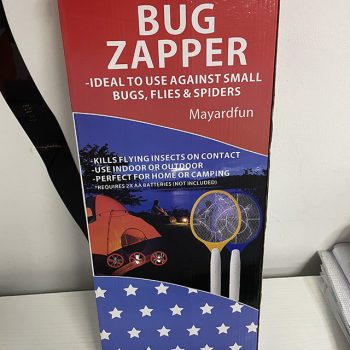 BUG
ZAPPER
-IDEAL TO USE AGAINST SMALL
BUGS, FLIES & SPIDERS
Mayardfun
-KILLS FLYING INSECTS ON CONTACT
-USE INDOOR OR OUTDOOR
-PERFECT FOR HOME OR CAMPING
*REQUIRES 2X AA BATTERIES (NOT INCLUDED)